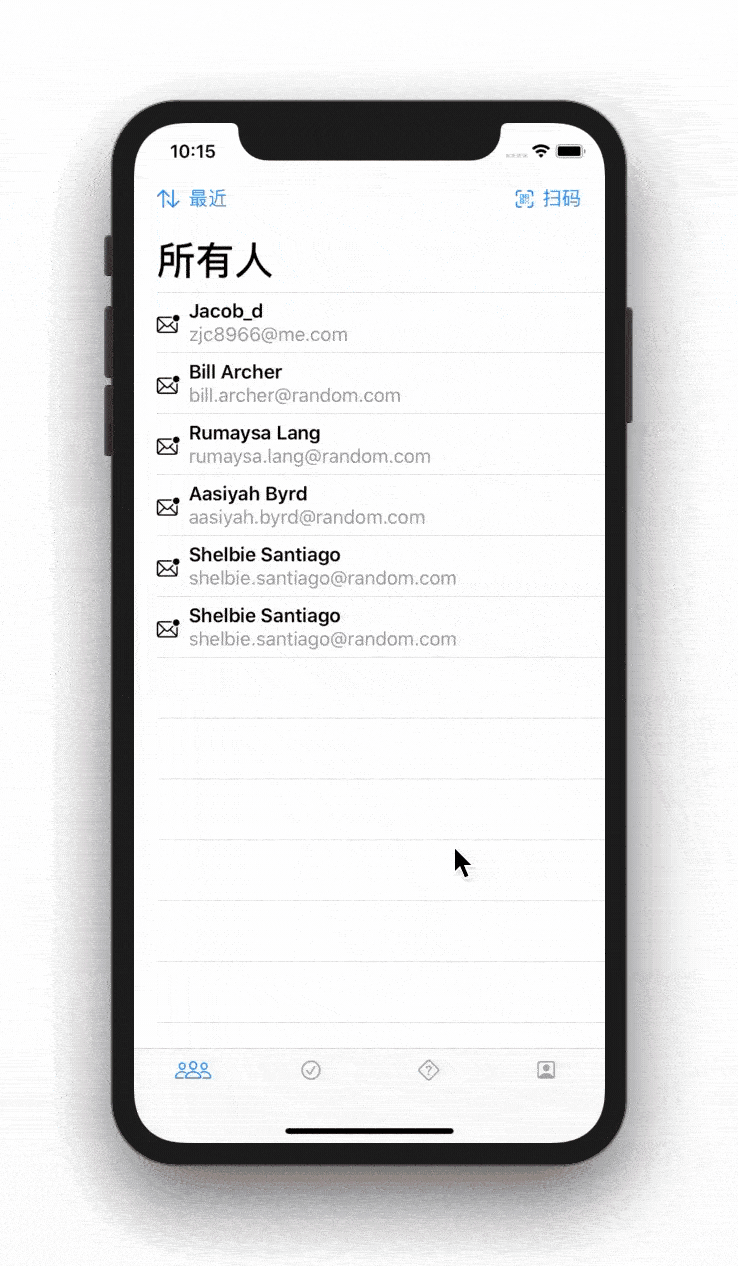 10:15
最近
扫码
所有人
Jacob_d
zjc8966@me.com
Bill Archer
bill.archer@random.com
Rumaysa Lang
rumaysa.lang@random.com
Aasiyah Byrd
aasiyah.byrd@random.com
Shelbie Santiago
shelbie.santiago@random.com
Shelbie Santiago
shelbie.santiago@random.com